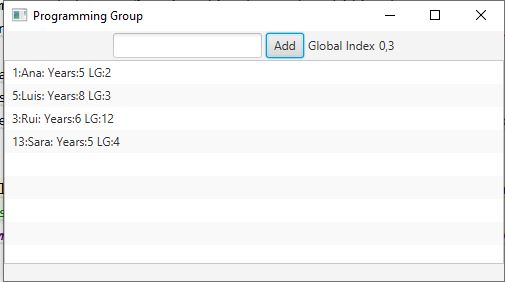 Programming Group
Add Global Index 0,3
1:Ana: Years:5 LG:2
5:Luis: Years:8 LG:3
3:Rui: Years:6 LG:12
13:Sara: Years:5 LG:4